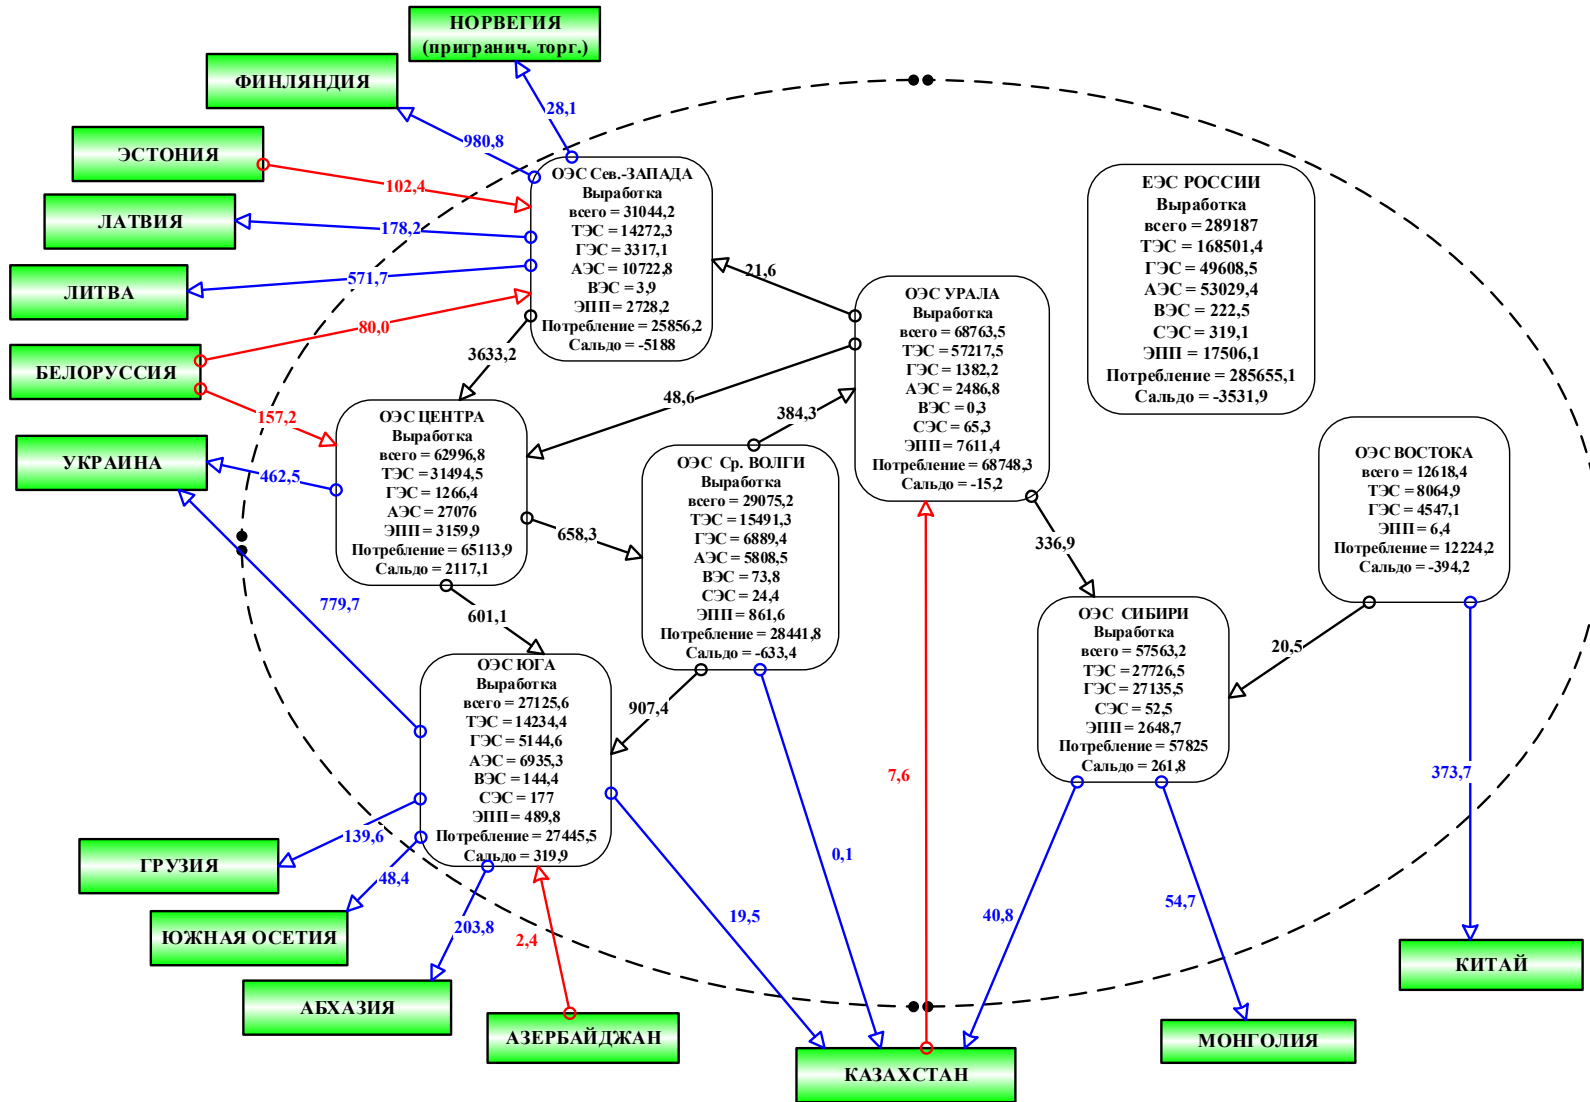 НОРВЕГИЯ
(пригранич. торг.)
ФИНЛЯНДИЯ
28,1
980,8
ЭСТОНИЯ
102,4
ЛАТВИЯ
178,2
ЛИТВА
571,7
БЕЛОРУССИЯ
80,0
157,2
УКРАИНА
462,5
779,7
ОЭС Сев.-ЗАПАДА
Выработка
всего = 31044,2
ТЭС = 14272,3
ГЭС = 3317,1
АЭС = 10722,8
ВЭС = 3,9
ЭПП = 2728,2
Потребление = 25856,2
Сальдо = -5188
21,6
3633,2
48,6
384,3
ОЭС УРАЛА
Выработка
всего = 68763,5
ТЭС = 57217,5
ГЭС = 1382,2
АЭС = 2486,8
ВЭС = 0,3
СЭС = 65,3
ЭПП = 7611,4
Потребление = 68748,3
Сальдо = -15,2
ЕЭС РОССИИ
Выработка
всего = 289187
ТЭС = 168501,4
ГЭС = 49608,5
АЭС = 53029,4
ВЭС = 222,5
СЭС = 319,1
ЭПП = 17506,1
Потребление = 285655,1
Сальдо = -3531,9
ОЭС ЦЕНТРА
Выработка
всего = 62996,8
ТЭС = 31494,5
ГЭС = 1266,4
АЭС = 27076
ЭПП = 3159,9
Потребление = 65113,9
Сальдо = 2117,1
658,3
601,1
ОЭС Ср. ВОЛГИ
Выработка
всего = 29075,2
ТЭС = 15491,3
ГЭС = 6889,4
АЭС = 5808,5
ВЭС = 73,8
СЭС = 24,4
ЭПП = 861,6
Потребление = 28441,8
Сальдо = -633,4
336,9
907,4
ОЭС ВОСТОКА
всего = 12618,4
ТЭС = 8064,9
ГЭС = 4547,1
ЭПП = 6,4
Потребление = 12224,2
Сальдо = -394,2
20,5
373,7
ОЭС СИБИРИ
Выработка
всего = 57563,2
ТЭС = 27726,5
ГЭС = 27135,5
СЭС = 52,5
ЭПП = 2648,7
Потребление = 57825
Сальдо = 261,8
ОЭС ЮГА
Выработка
всего = 27125,6
ТЭС = 14234,4
ГЭС = 5144,6
АЭС = 6935,3
ВЭС = 144,4
СЭС = 177
ЭПП = 489,8
Потребление = 27445,5
Сальдо = 319,9
7,6
0,1
19,5
40,8
54,7
139,6
48,4
203,8
2,4
ГРУЗИЯ
ЮЖНАЯ ОСЕТИЯ
АБХАЗИЯ
АЗЕРБАЙДЖАН
КАЗАХСТАН
МОНГОЛИЯ
КИТАЙ